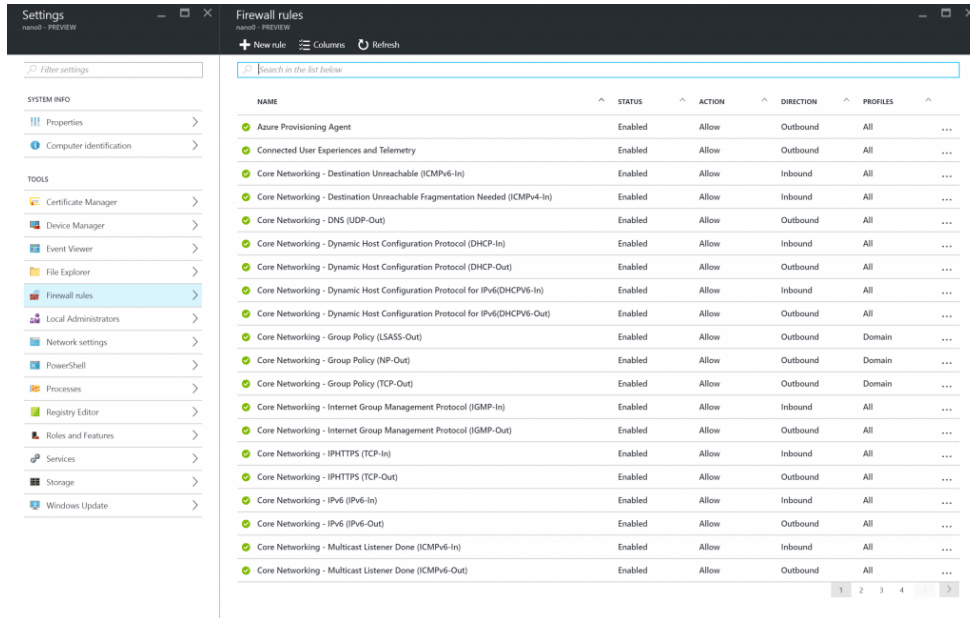 Settings
nano0 - PREVIEW
Filter settings
SYSTEM INFO
Properties
Computer identification
TOOLS
Certificate Manager
Device Manager
Event Viewer
File Explorer
Firewall rules
Local Administrators
Network settings
PowerShell
Processes
Registry Editor
Roles and Features
Services
Storage
Windows Update
Firewall rules
nano0 - PREVIEW
New rule Columns Refresh
Search in the list below
NAME STATUS ACTION DIRECTION PROFILES
Azure Provisioning Agent Enabled Allow Outbound All ...
Connected User Experiences and Telemetry Enabled Allow Outbound All ...
Core Networking - Destination Unreachable (ICMPv6-In) Enabled Allow Inbound All ...
Core Networking - Destination Unreachable Fragmentation Needed (ICMPv4-In) Enabled Allow Inbound All ...
Core Networking - DNS (UDP-Out) Enabled Allow Outbound All ...
Core Networking - Dynamic Host Configuration Protocol (DHCP-In) Enabled Allow Inbound All ...
Core Networking - Dynamic Host Configuration Protocol (DHCP-Out) Enabled Allow Outbound All ...
Core Networking - Dynamic Host Configuration Protocol for IPv6(DHCPV6-In) Enabled Allow Inbound All ...
Core Networking - Dynamic Host Configuration Protocol for IPv6(DHCPV6-Out) Enabled Allow Outbound All ...
Core Networking - Group Policy (LSASS-Out) Enabled Allow Outbound Domain ...
Core Networking - Group Policy (NP-Out) Enabled Allow Outbound Domain ...
Core Networking - Group Policy (TCP-Out) Enabled Allow Outbound Domain ...
Core Networking - Internet Group Management Protocol (IGMP-In) Enabled Allow Inbound All ...
Core Networking - Internet Group Management Protocol (IGMP-Out) Enabled Allow Outbound All ...
Core Networking - IPHTTPS (TCP-In) Enabled Allow Inbound All ...
Core Networking - IPHTTPS (TCP-Out) Enabled Allow Outbound All ...
Core Networking - IPv6 (IPv6-In) Enabled Allow Inbound All ...
Core Networking - IPv6 (IPv6-Out) Enabled Allow Outbound All ...
Core Networking - Multicast Listener Done (ICMPv6-In) Enabled Allow Inbound All ...
Core Networking - Multicast Listener Done (ICMPv6-Out) Enabled Allow Outbound All ...
1 2 3 4